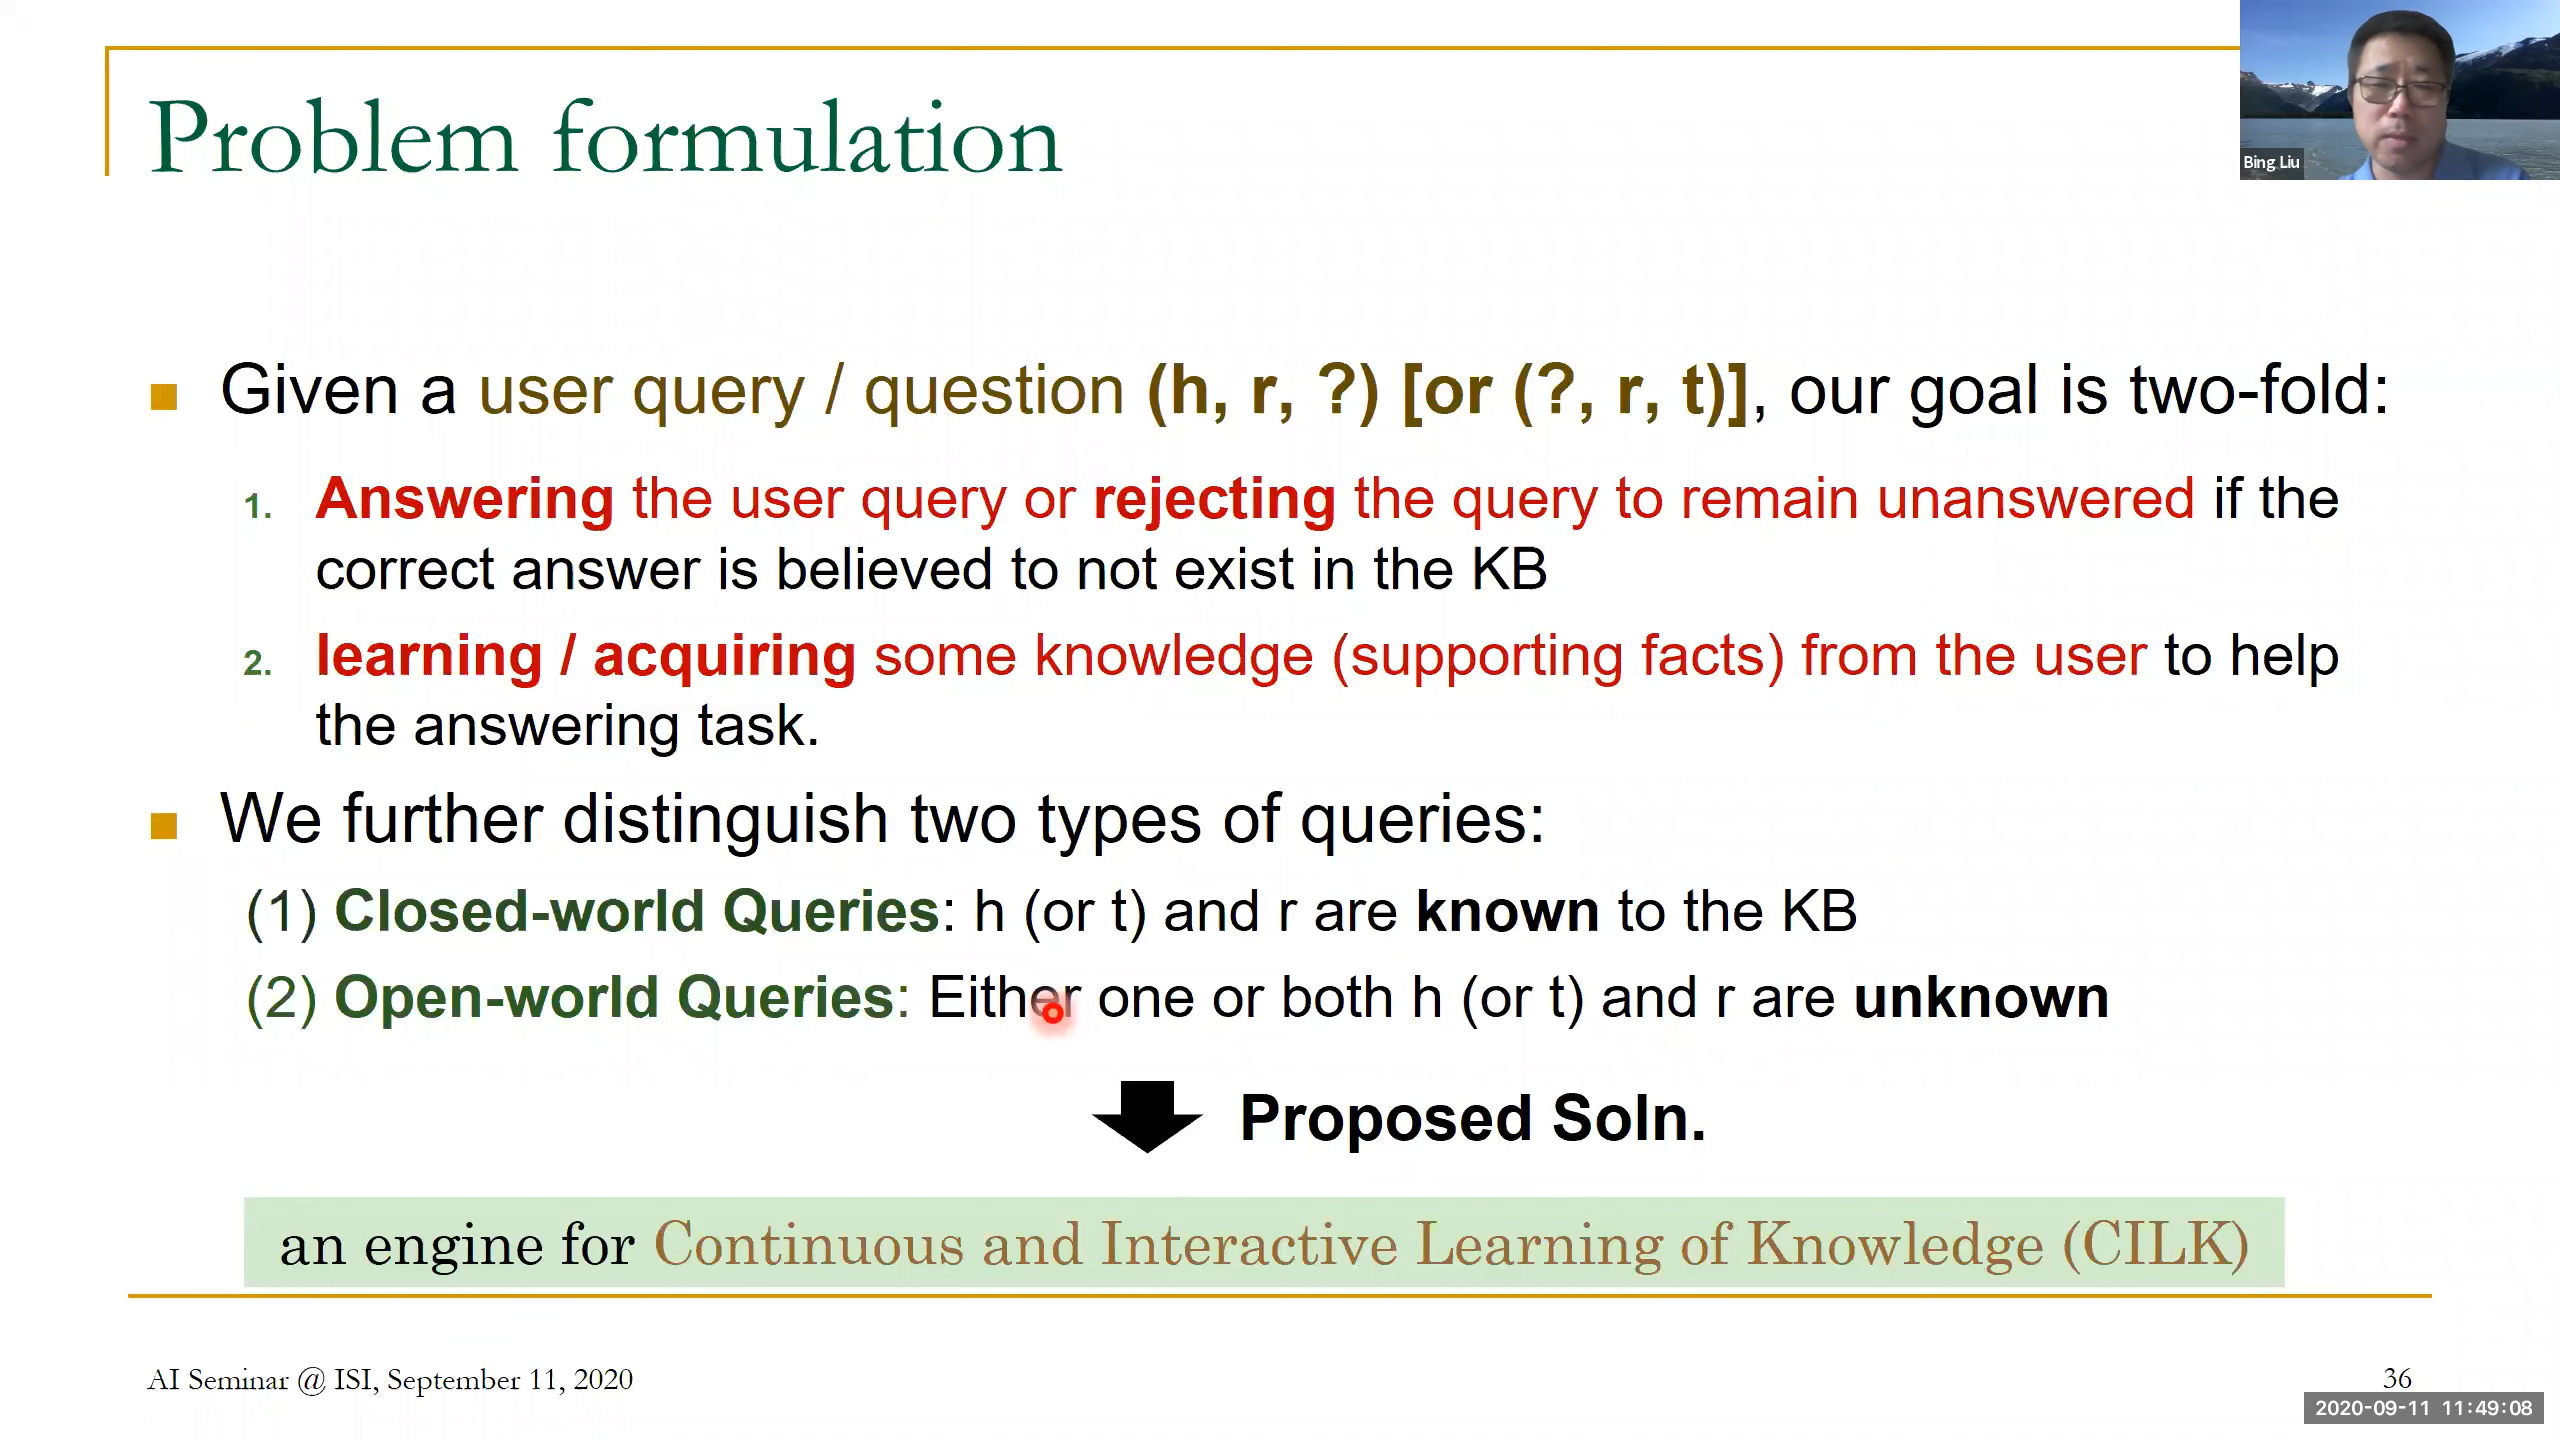 Problem formulation
Bing Liu
Given a user query / question (h, r, ?) [or (?, r, t)], our goal is two-fold:
1. Answering the user query or rejecting the query to remain unanswered if the
correct answer is believed to not exist in the KB
2. learning / acquiring some knowledge (supporting facts) from the user to help
the answering task.
We further distinguish two types of queries:
(1) Closed-world Queries: h (or t) and r are known to the KB
(2) Open-world Queries: Either one or both h (or t) and r are unknown
Proposed Soln.
an engine for Continuous and Interactive Learning of Knowledge (CILK)
AI Seminar @ ISI, September 11, 2020
36
2020-09-11 11:49:08